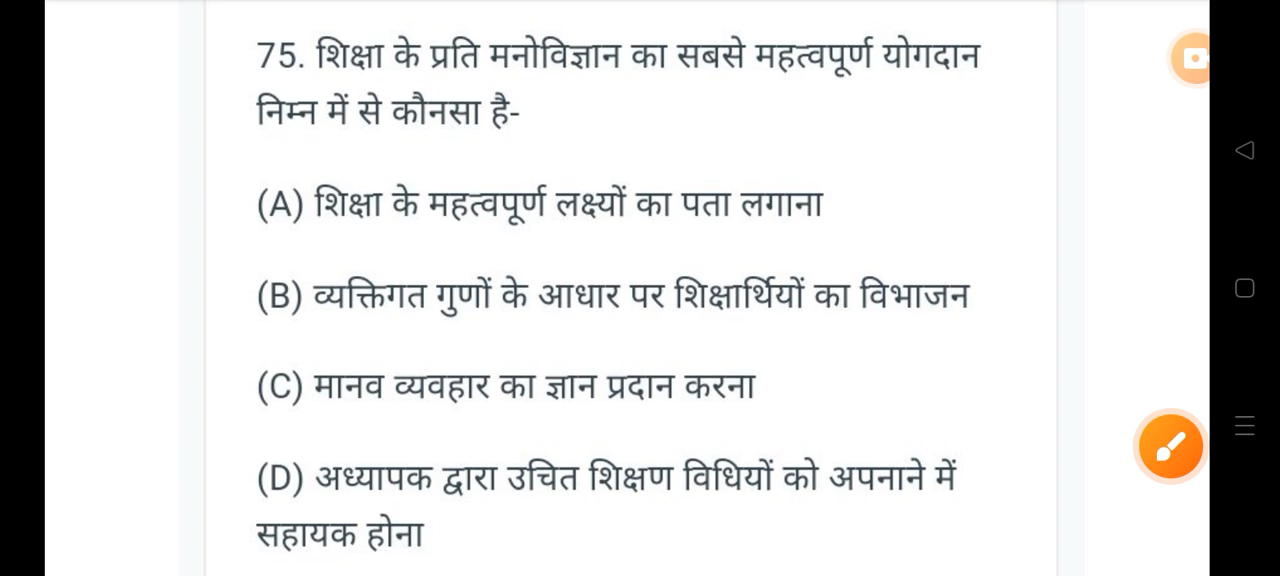 75. शिक्षा के प्रति मनोविज्ञान का सबसे महत्वपूर्ण योगदान
निम्न में से कौनसा है-
(A) शिक्षा के महत्वपूर्ण लक्ष्यों का पता लगाना
(B) व्यक्तिगत गुणों के आधार पर शिक्षार्थियों का विभाजन
(C) मानव व्यवहार का ज्ञान प्रदान करना
(D) अध्यापक द्वारा उचित शिक्षण विधियों को अपनाने में
सहायक होना